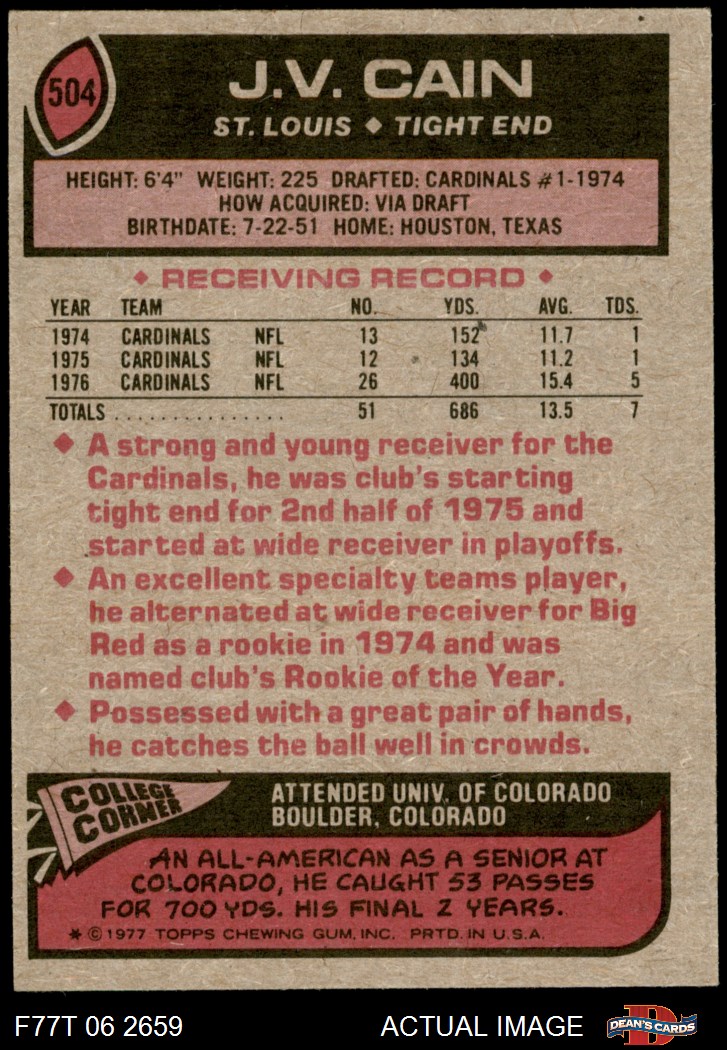 504
J.V. CAIN
ST. LOUIS ◆ TIGHT END
HEIGHT: 6'4" WEIGHT: 225 DRAFTED: CARDINALS #1-1974
HOW ACQUIRED: VIA DRAFT
BIRTHDATE: 7-22-51 HOME: HOUSTON, TEXAS
◆ RECEIVING RECORD ◆
YEAR TEAM NO. YDS. AVG. TDS.
1974 CARDINALS NFL 13 152 11.7 1
1975 CARDINALS NFL 12 134 11.2 1
1976 CARDINALS NFL 26 400 15.4 5
TOTALS . . . . . . . . . . . . . . . 51 686 13.5 7
◆ A strong and young receiver for the
Cardinals, he was club's starting
tight end for 2nd half of 1975 and
started at wide receiver in playoffs.
◆ An excellent specialty teams player,
he alternated at wide receiver for Big
Red as a rookie in 1974 and was
named club's Rookie of the Year.
◆ Possessed with a great pair of hands,
he catches the ball well in crowds.
COLLEGE
CORNER
ATTENDED UNIV. OF COLORADO
BOULDER, COLORADO
AN ALL-AMERICAN AS A SENIOR AT
COLORADO, HE CAUGHT 53 PASSES
FOR 700 YDS. HIS FINAL 2 YEARS.
* © 1977 TOPPS CHEWING GUM, INC. PRTD. IN U.S.A.
F77T 06 2659 ACTUAL IMAGE D DEAN'S CARDS